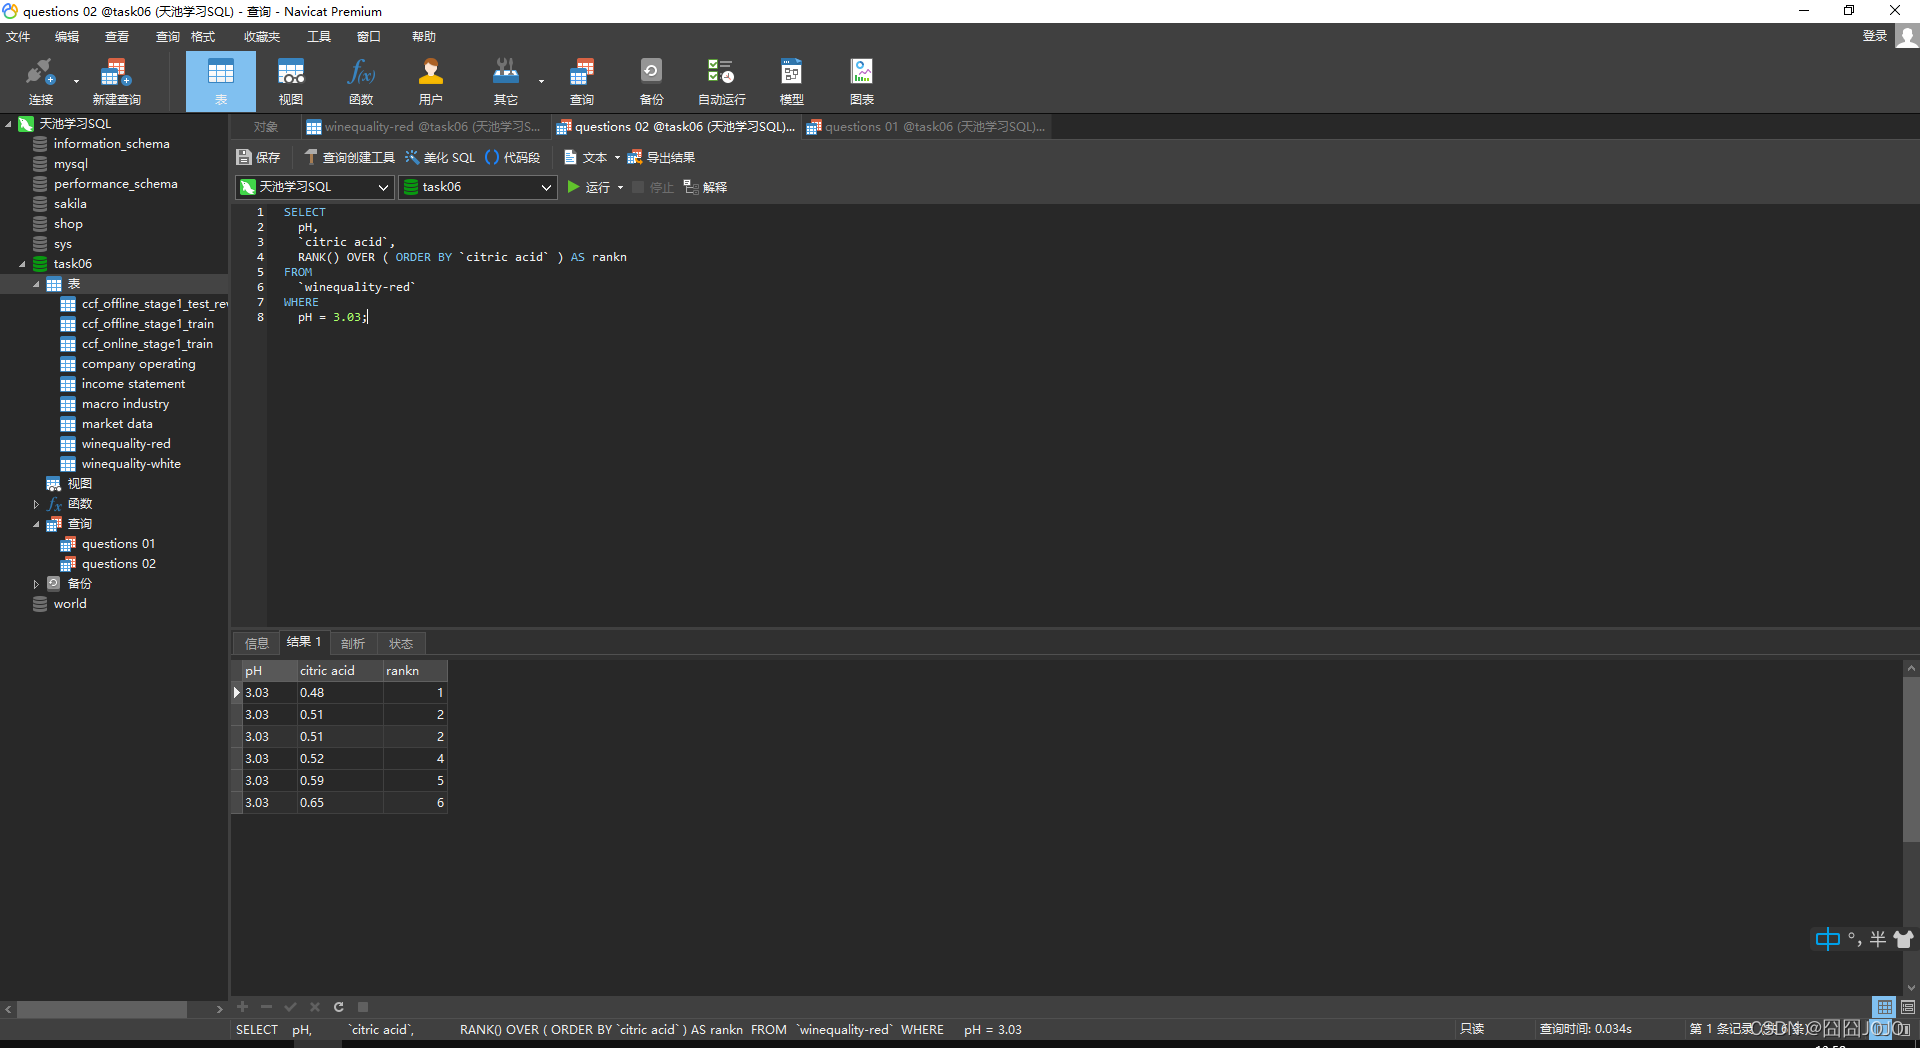 questions 02 @task06 (天池学习SQL) - 查询 - Navicat Premium
文件 编辑 查看 查询 格式 收藏夹 工具 窗口 帮助 登录
连接 新建查询 表 视图 函数 用户 其它 查询 备份 自动运行 模型 图表
天池学习SQL
information_schema
mysql
performance_schema
sakila
shop
sys
task06
表
ccf_offline_stage1_test_rev
ccf_offline_stage1_train
ccf_online_stage1_train
company operating
income statement
macro industry
market data
winequality-red
winequality-white
视图
函数
查询
questions 01
questions 02
备份
world
对象 winequality-red @task06 (天池学习S... questions 02 @task06 (天池学习SQL)... questions 01 @task06 (天池学习SQL)...
保存 查询创建工具 美化 SQL 代码段 文本 导出结果
天池学习SQL task06 运行 停止 解释
1 SELECT
2 pH,
3 `citric acid`,
4 RANK() OVER ( ORDER BY `citric acid` ) AS rankn
5 FROM
6 `winequality-red`
7 WHERE
8 pH = 3.03;
信息 结果 1 剖析 状态
pH citric acid rankn
3.03 0.48 1
3.03 0.51 2
3.03 0.51 2
3.03 0.52 4
3.03 0.59 5
3.03 0.65 6
中 °, 半
SELECT pH, `citric acid`, RANK() OVER ( ORDER BY `citric acid` ) AS rankn FROM `winequality-red` WHERE pH = 3.03 只读 查询时间: 0.034s 第 1 条记录
CSDN @囧囧JOJO